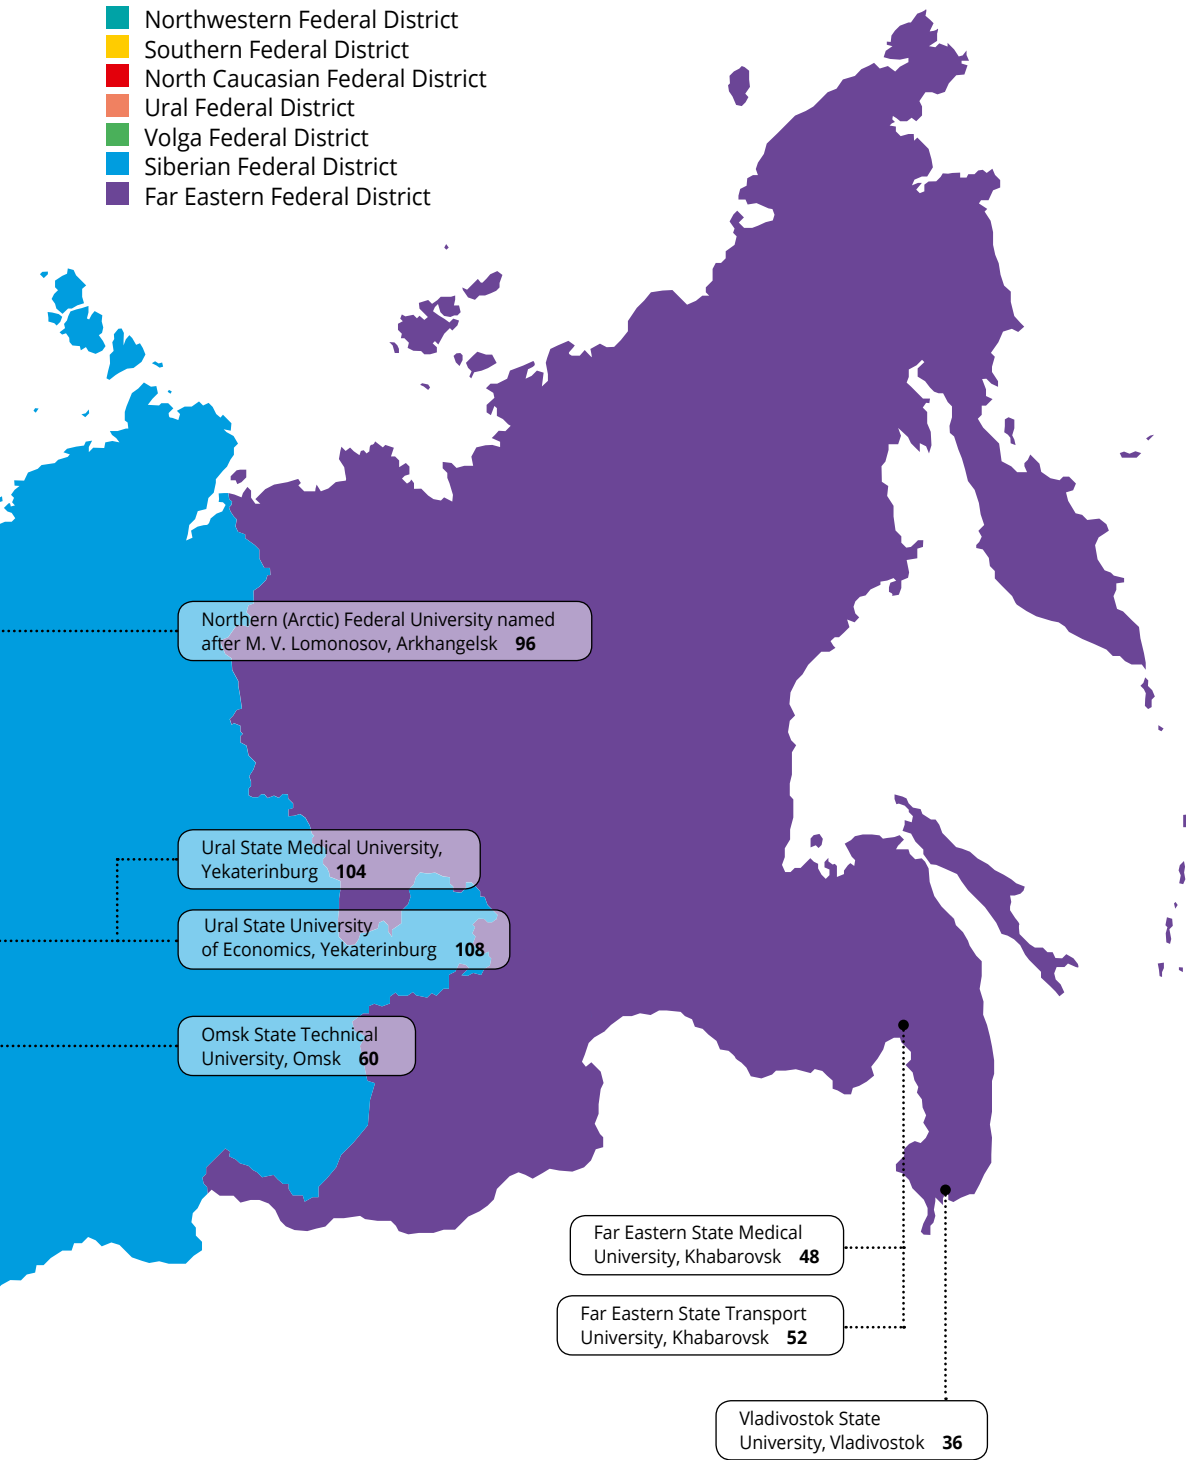 Northwestern Federal District
Southern Federal District
North Caucasian Federal District
Ural Federal District
Volga Federal District
Siberian Federal District
Far Eastern Federal District
Northern (Arctic) Federal University named
after M. V. Lomonosov, Arkhangelsk 96
Ural State Medical University,
Yekaterinburg 104
Ural State University
of Economics, Yekaterinburg 108
Omsk State Technical
University, Omsk 60
Far Eastern State Medical
University, Khabarovsk 48
Far Eastern State Transport
University, Khabarovsk 52
Vladivostok State
University, Vladivostok 36